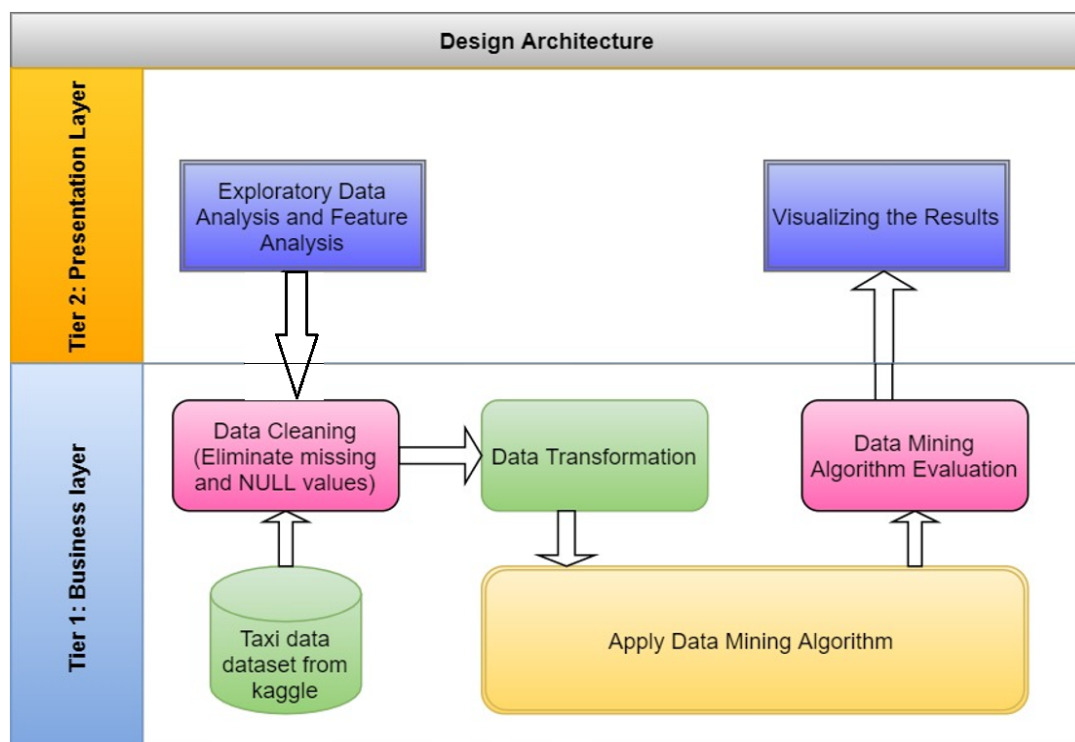 Design Architecture
Tier 2: Presentation Layer
Exploratory Data
Analysis and Feature
Analysis
Visualizing the Results
Tier 1: Business layer
Data Cleaning
(Eliminate missing
and NULL values)
Data Transformation
Data Mining
Algorithm Evaluation
Taxi data
dataset from
kaggle
Apply Data Mining Algorithm